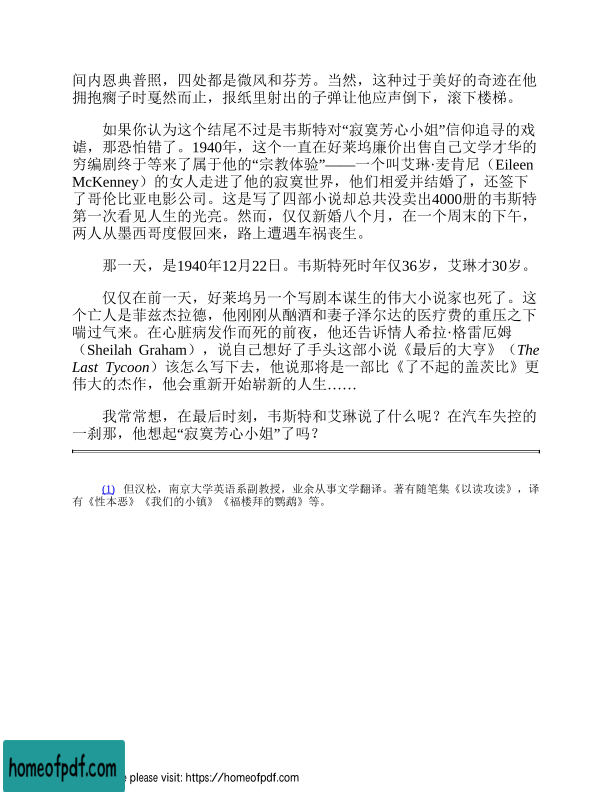 间内恩典普照，四处都是微风和芬芳。当然，这种过于美好的奇迹在他
拥抱瘸子时戛然而止，报纸里射出的子弹让他应声倒下，滚下楼梯。
如果你认为这个结尾不过是韦斯特对“寂寞芳心小姐”信仰追寻的戏
谑，那恐怕错了。1940年，这个一直在好莱坞廉价出售自己文学才华的
穷编剧终于等来了属于他的“宗教体验”——一个叫艾琳·麦肯尼（Eileen
McKenney）的女人走进了他的寂寞世界，他们相爱并结婚了，还签下
了哥伦比亚电影公司。这是写了四部小说却总共没卖出4000册的韦斯特
第一次看见人生的光亮。然而，仅仅新婚八个月，在一个周末的下午，
两人从墨西哥度假回来，路上遭遇车祸丧生。
那一天，是1940年12月22日。韦斯特死时年仅36岁，艾琳才30岁。
仅仅在前一天，好莱坞另一个写剧本谋生的伟大小说家也死了。这
个亡人是菲兹杰拉德，他刚刚从酗酒和妻子泽尔达的医疗费的重压之下
喘过气来。在心脏病发作而死的前夜，他还告诉情人希拉·格雷厄姆
（Sheilah Graham），说自己想好了手头这部小说《最后的大亨》（The
Last Tycoon）该怎么写下去，他说那将是一部比《了不起的盖茨比》更
伟大的杰作，他会重新开始崭新的人生……
我常常想，在最后时刻，韦斯特和艾琳说了什么呢？在汽车失控的
一刹那，他想起“寂寞芳心小姐”了吗？
(1) 但汉松，南京大学英语系副教授，业余从事文学翻译。著有随笔集《以读攻读》，译
有《性本恶》《我们的小镇》《福楼拜的鹦鹉》等。
homeofpdf.com
e please visit: https://homeofpdf.com